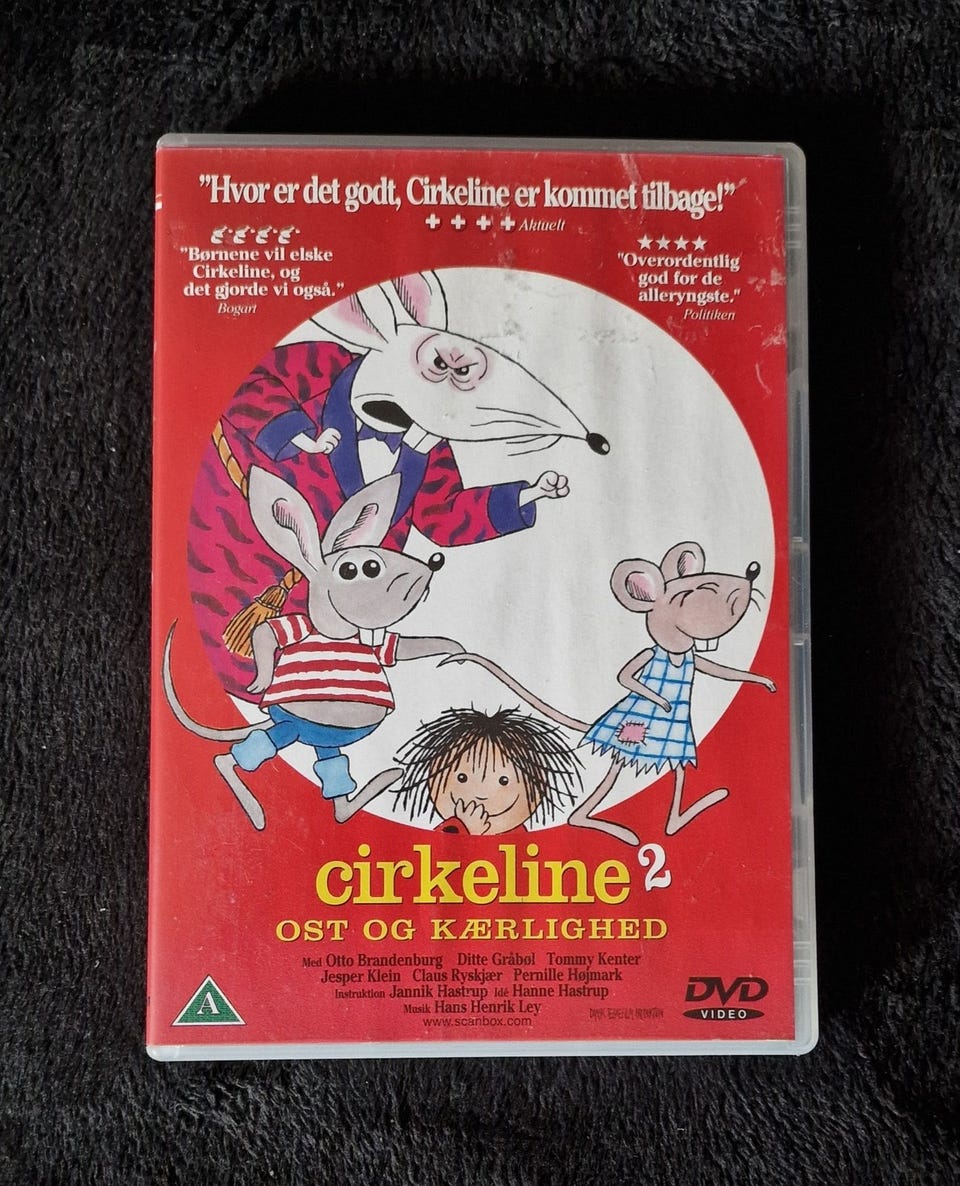 "Hvor er det godt, Cirkeline er kommet tilbage!"
Aktuelt
"Børnene vil elske
Cirkeline, og
det gjorde vi også."
Bogart
"Overordentlig
god for de
alleryngste."
Politiken
cirkeline 2
OST OG KÆRLIGHED
Med Otto Brandenburg Ditte Gråbøl Tommy Kenter
Jesper Klein Claus Ryskjær Pernille Højmark
Instruktion Jannik Hastrup Idé Hanne Hastrup
Musik Hans Henrik Ley
www.scanbox.com
A
DVD
VIDEO